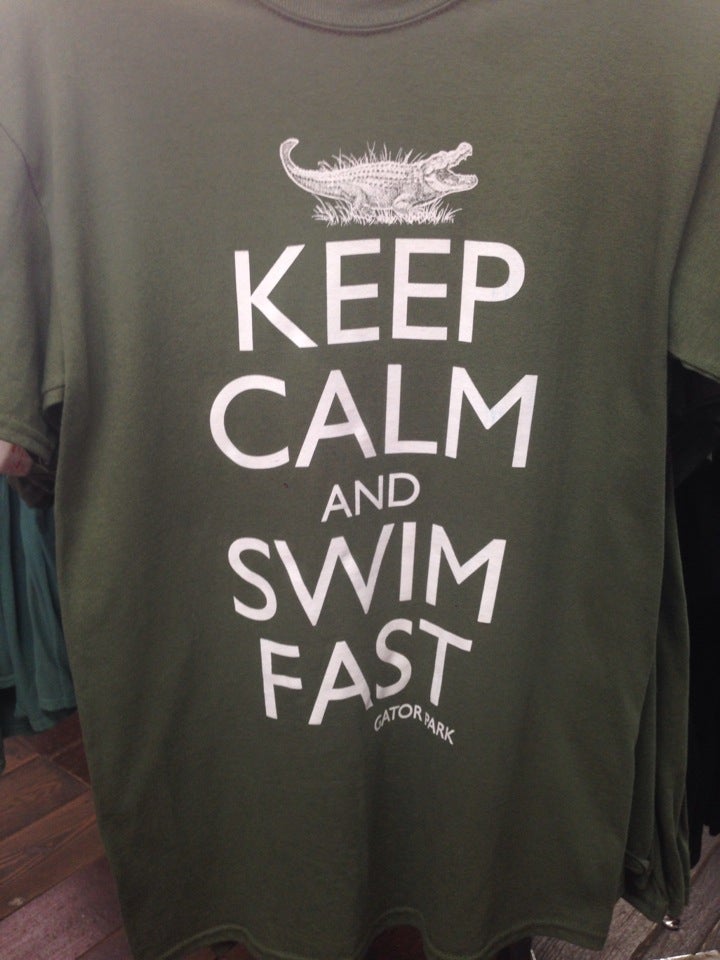 KEEP
CALM
AND
SWIM
FAST
GATOR PARK